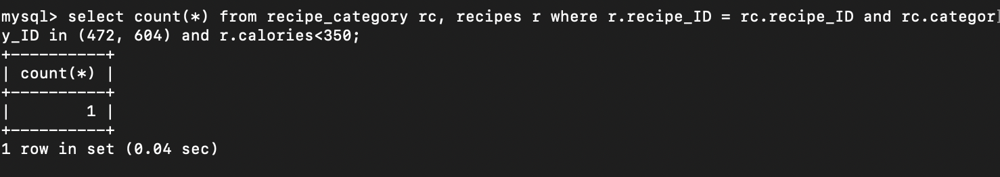 mysql> select count(*) from recipe_category rc, recipes r where r.recipe_ID = rc.recipe_ID and rc.categor
y_ID in (472, 604) and r.calories<350;
+----------+
| count(*) |
+----------+
|        1 |
+----------+
1 row in set (0.04 sec)